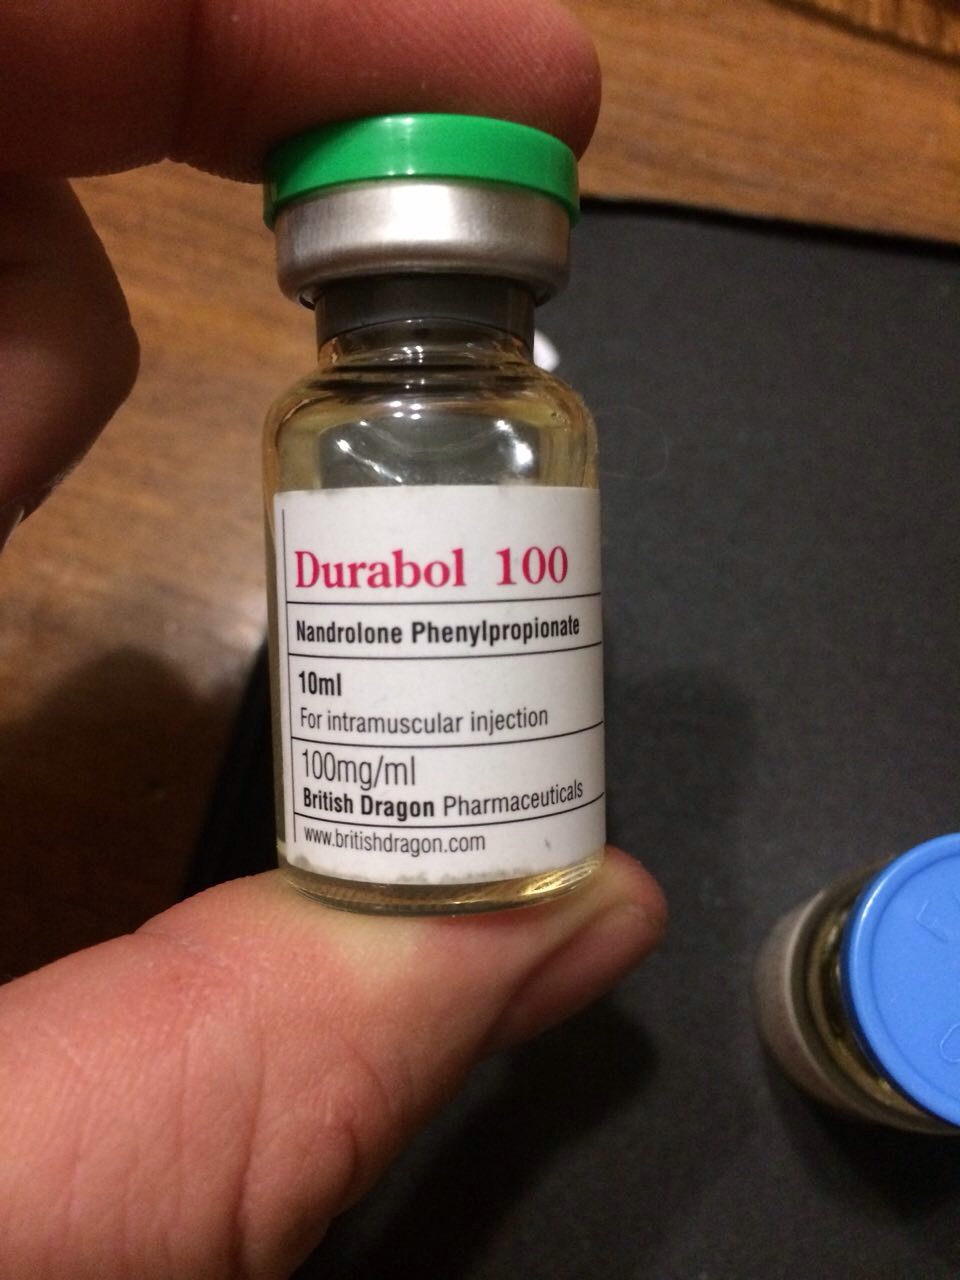 Durabol 100
Nandrolone Phenylpropionate
10ml
For intramuscular injection
100mg/ml
British Dragon Pharmaceuticals
www.britishdragon.com